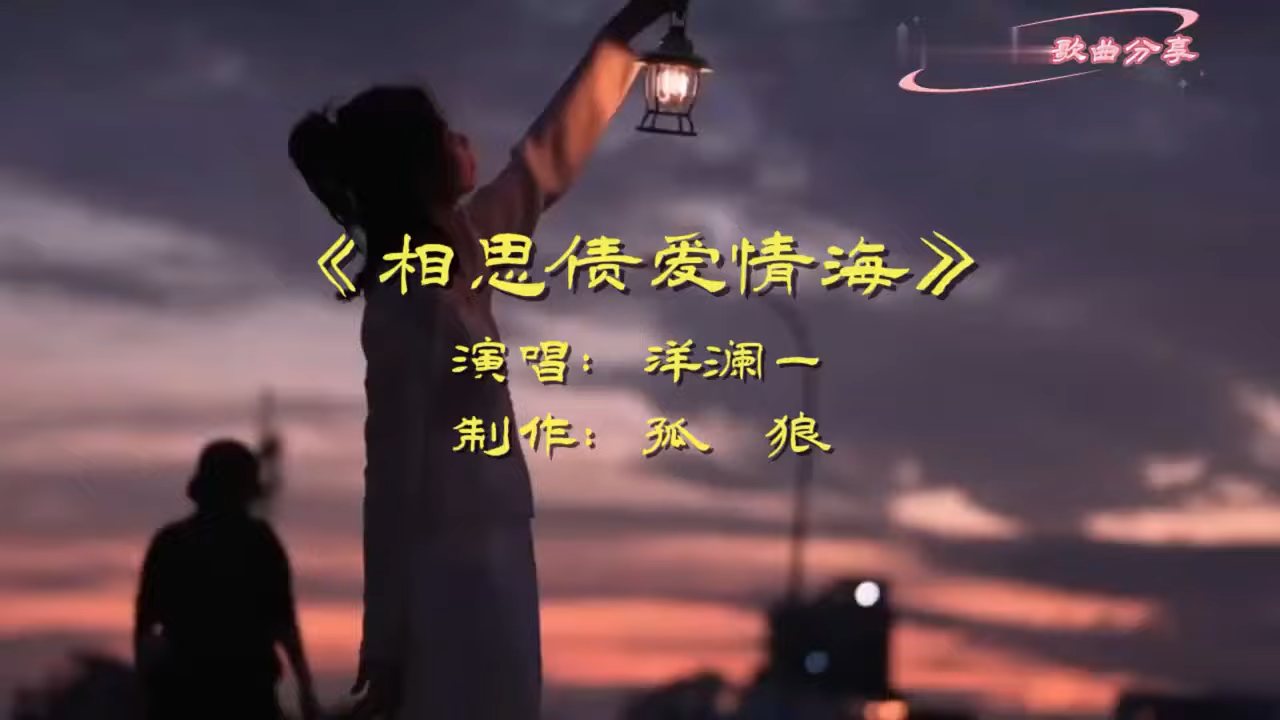 歌曲分享
《相思债爱情海》
演唱： 洋澜一
制作： 孤 狼